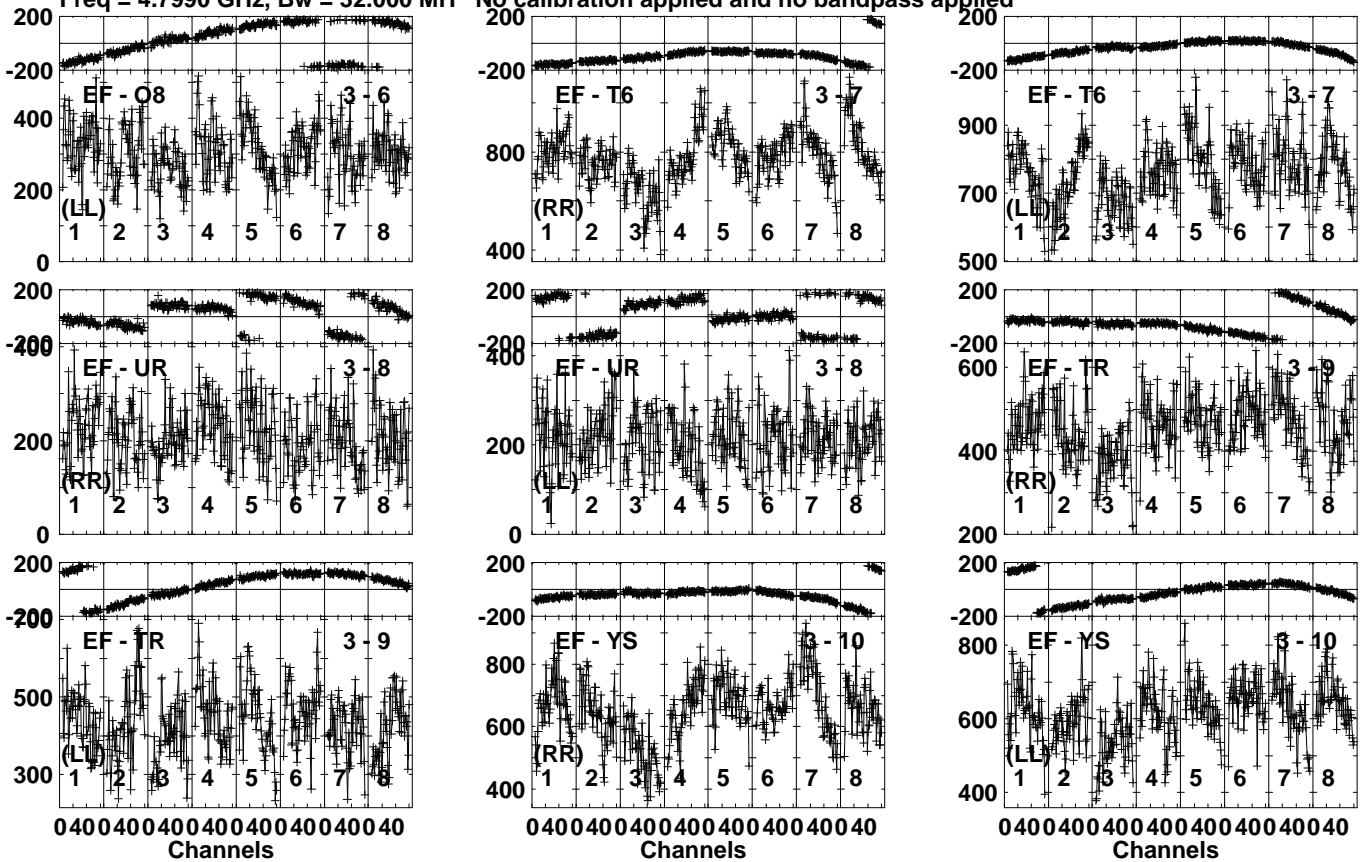 Freq = 4.7990 GHz, Bw = 32.000 MH No calibration applied and no bandpass applied
200 200 200
-200 -200 -200
EF - O8 3 - 6 EF - T6 3 - 7 EF - T6 3 - 7
400 800 900
200 400 700
0 500
(LL) (RR) (LL)
1 2 3 4 5 6 7 8 1 2 3 4 5 6 7 8 1 2 3 4 5 6 7 8
200 200 200
-200 -200 -200
400 400 600
EF - UR 3 - 8 EF - UR 3 - 8 EF - TR 3 - 9
200 200 400
0 0 200
(RR) (LL) (RR)
1 2 3 4 5 6 7 8 1 2 3 4 5 6 7 8 1 2 3 4 5 6 7 8
200 200 200
-200 -200 -200
700 800 800
EF - TR 3 - 9 EF - YS 3 - 10 EF - YS 3 - 10
500 600 600
300 400 400
(LL) (RR) (LL)
1 2 3 4 5 6 7 8 1 2 3 4 5 6 7 8 1 2 3 4 5 6 7 8
0 40 0 40 0 40 0 40 0 40 0 40 0 40 0 40 0 40 0 40 0 40 0 40 0 40 0 40 0 40 0 40 0 40 0 40 0 40 0 40 0 40 0 40 0 40 0 40
Channels Channels Channels